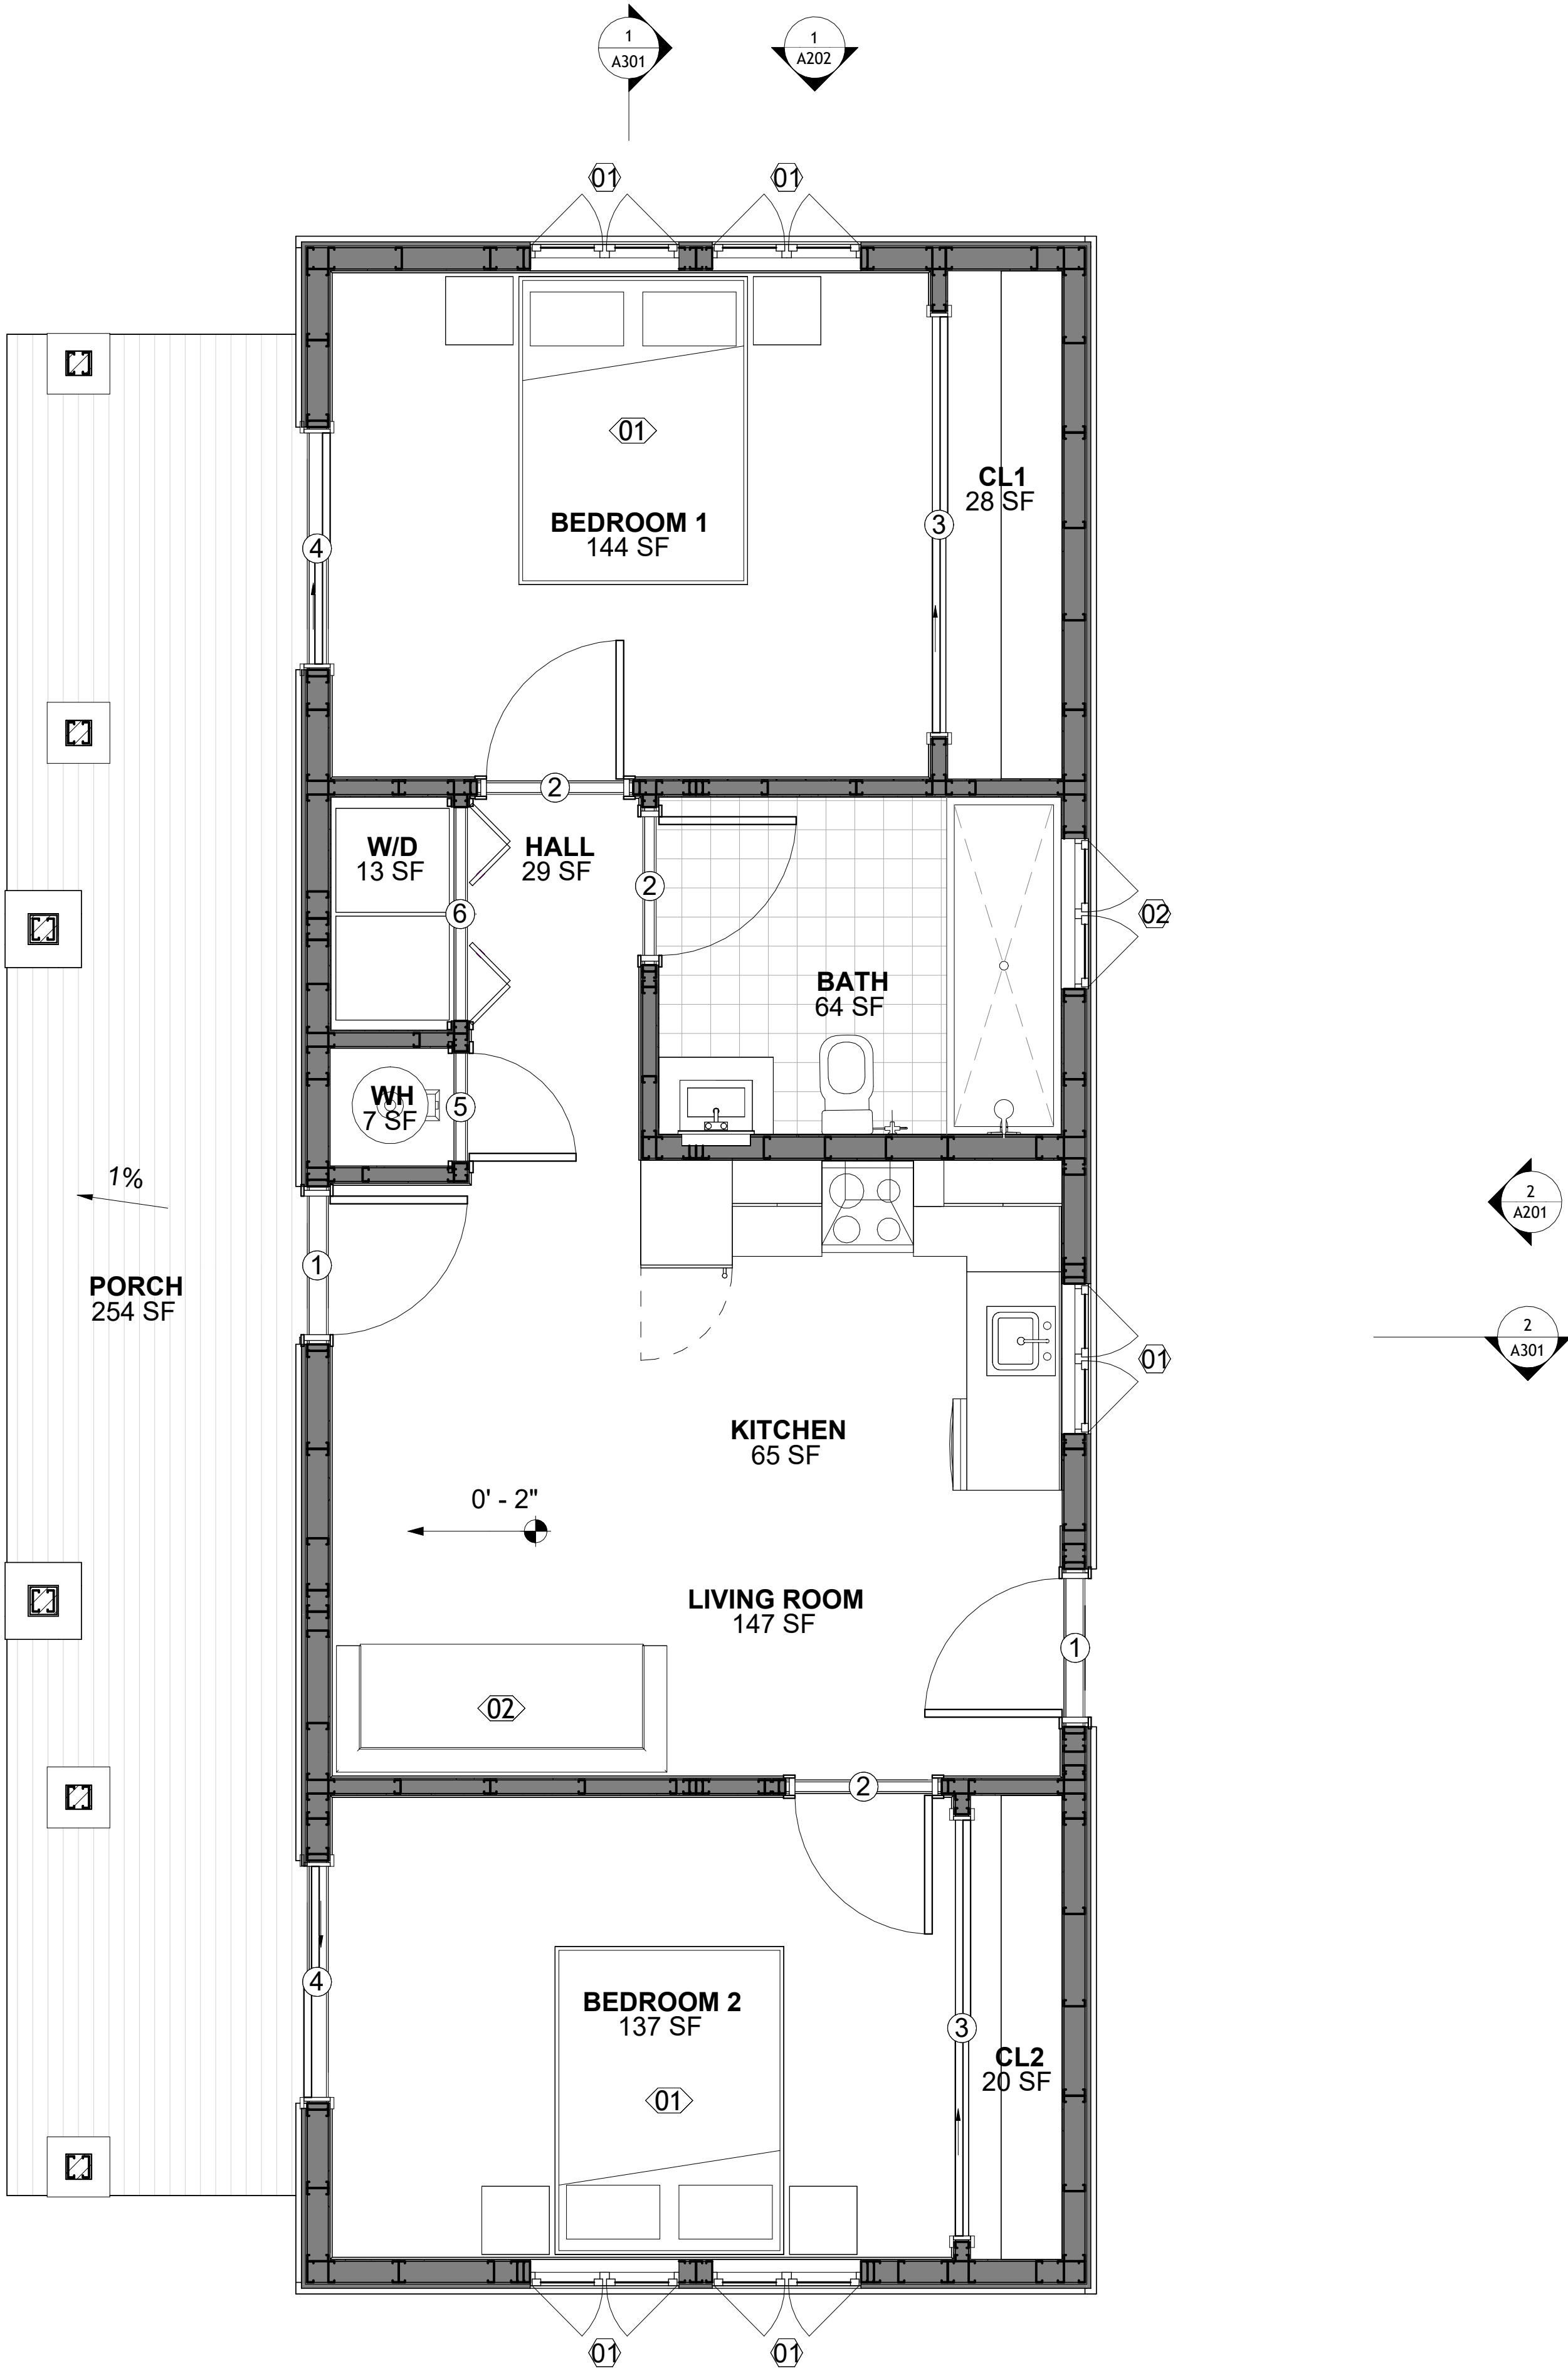 1
A301
1
A202
01
01
01
BEDROOM 1
144 SF
CL1
28 SF
3
4
2
W/D
13 SF
HALL
29 SF
2
6
02
BATH
64 SF
WH
7 SF
5
1%
2
A201
1
PORCH
254 SF
2
A301
01
KITCHEN
65 SF
0' - 2"
LIVING ROOM
147 SF
1
02
2
4
BEDROOM 2
137 SF
3
CL2
20 SF
01
01
01